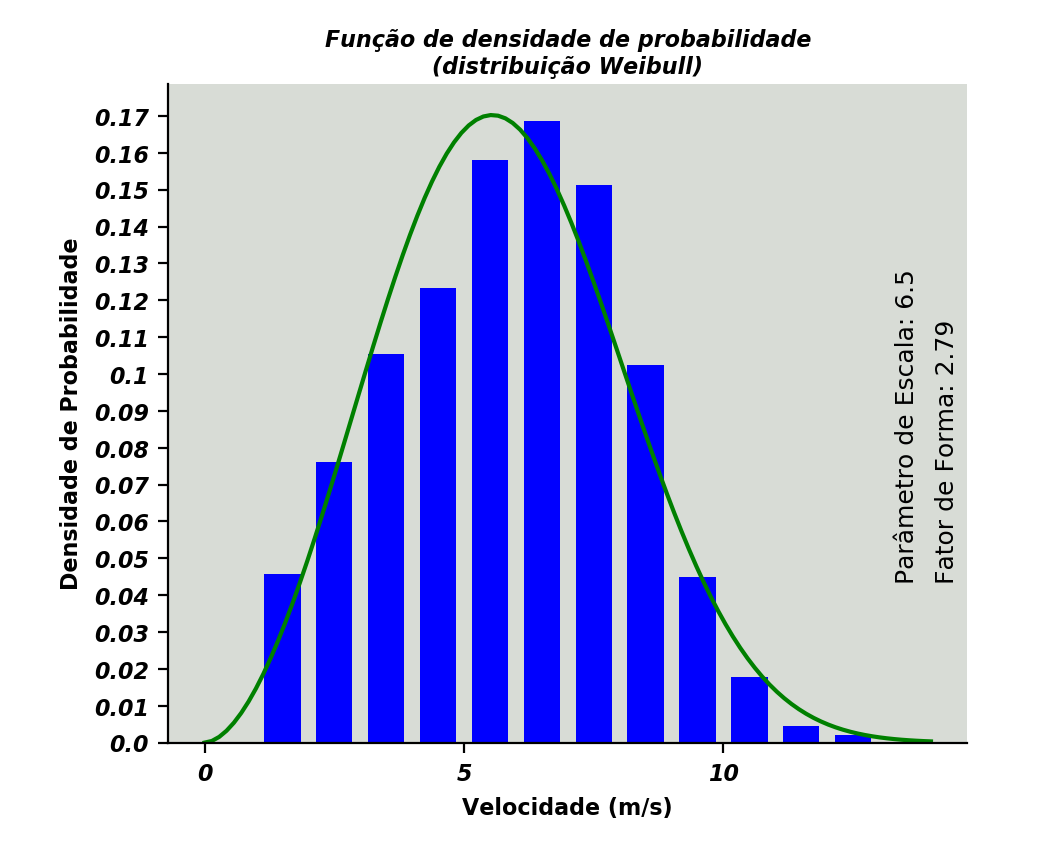 Função de densidade de probabilidade
(distribuição Weibull)
Densidade de Probabilidade
0.17
0.16
0.15
0.14
0.13
0.12
0.11
0.1
0.09
0.08
0.07
0.06
0.05
0.04
0.03
0.02
0.01
0.0
Parâmetro de Escala: 6.5
Fator de Forma: 2.79
0 5 10
Velocidade (m/s)